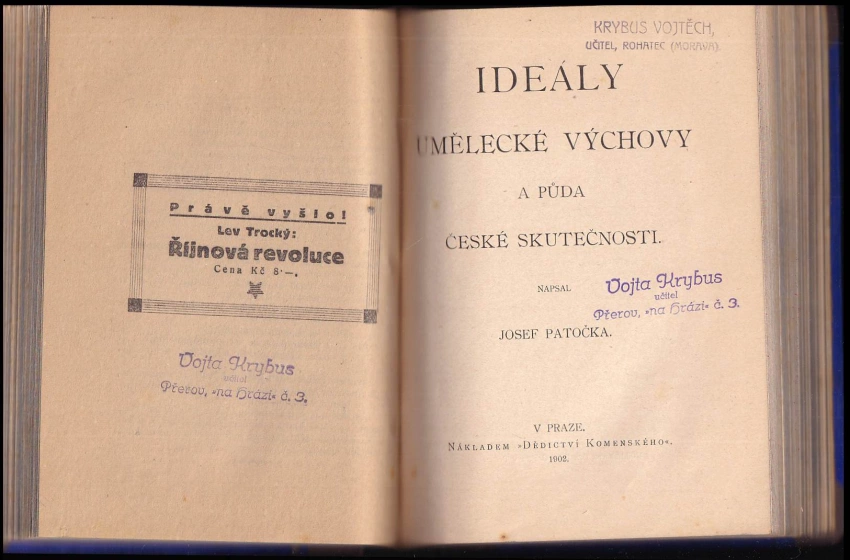 Právě vyšlo!
Lev Trocký:
Říjnová revoluce
Cena Kč 8·—.
Vojta Krybus
učitel
Přerov, »na Hrázi« č. 3.
KRYBUS VOJTĚCH,
UČITEL, ROHATEC (MORAVA).
IDEÁLY
UMĚLECKÉ VÝCHOVY
A PŮDA
ČESKÉ SKUTEČNOSTI.
NAPSAL
Vojta Krybus
učitel
Přerov, »na Hrázi« č. 3.
JOSEF PATOČKA.
V PRAZE.
NÁKLADEM »DĚDICTVÍ KOMENSKÉHO«.
1902.